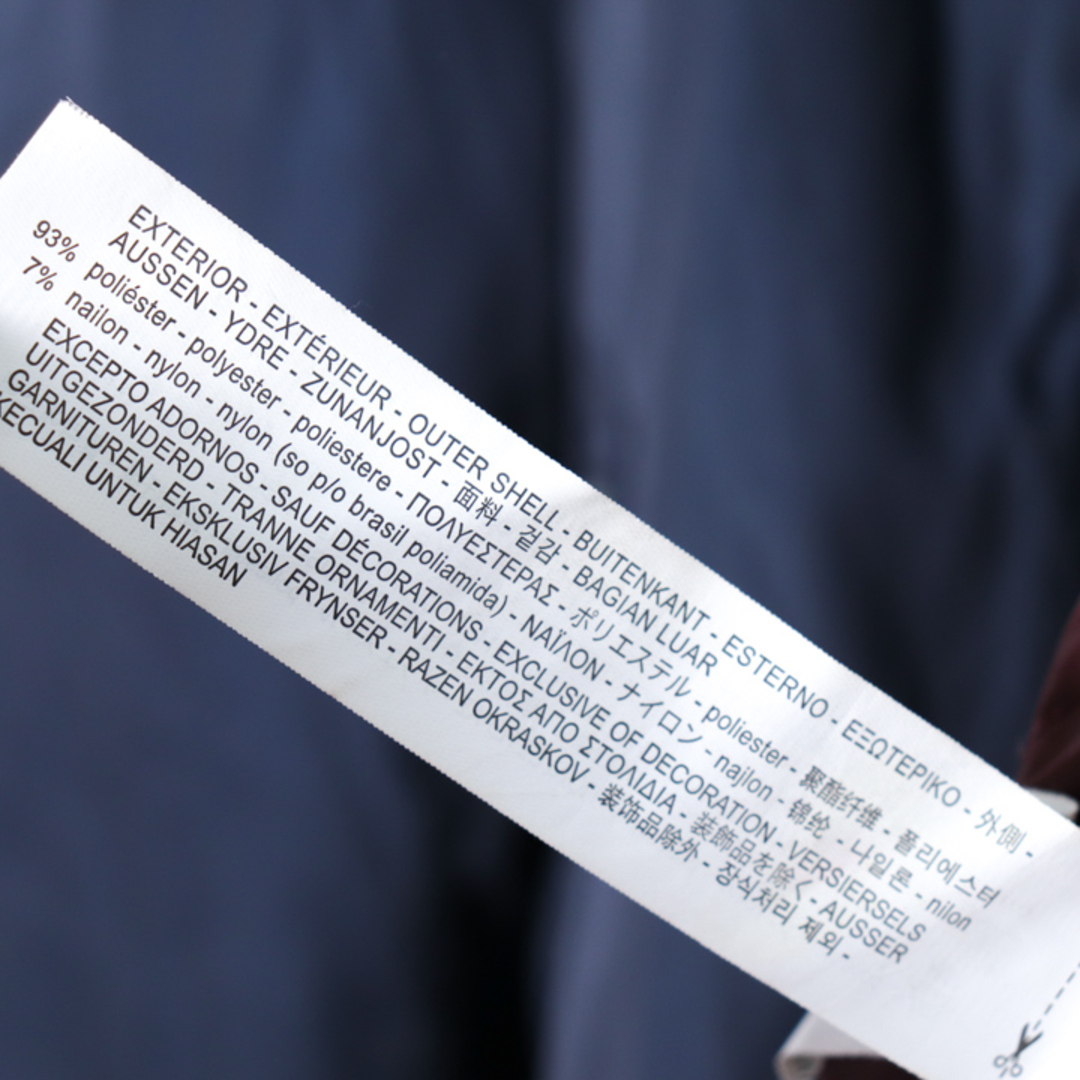 EXTERIOR - EXTÉRIEUR - OUTER SHELL - BUITENKANT - ESTERNO - ΕΞΩΤΕΡΙΚΟ - 外側 -
AUSSEN - YDRE - ZUNANJOST - 面料 - 겉감 - BAGIAN LUAR
93% poliéster - polyester - poliestere - ΠΟΛΥΕΣΤΕΡΑΣ - ポリエステル - poliester - 聚酯纤维 - 폴리에스터
7% nailon - nylon - nylon (so p/o brasil poliamida) - ΝΑΪΛΟΝ - ナイロン - najlon - 锦纶 - 나일론 - nilon
EXCEPTO ADORNOS - SAUF DÉCORATIONS - EXCLUSIVE OF DECORATION - VERSIERSELS
UITGEZONDERD - TRANNE ORNAMENTI - ΕΚΤΟΣ ΑΠΟ ΣΤΟΛΙΔΙΑ - 装飾品を除く - AUSSER
GARNITUREN - EKSKLUSIV FRYNSER - RAZEN OKRASKOV - 装饰品除外 - 장식처리 제외 -
KECUALI UNTUK HIASAN